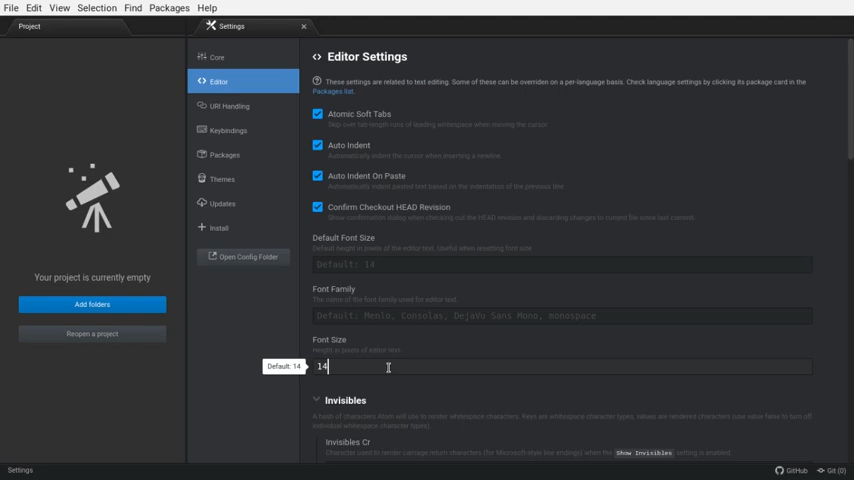 File Edit View Selection Find Packages Help
Project
Settings
Core
Editor
URI Handling
Keybindings
Packages
Themes
Updates
Install
Open Config Folder
Your project is currently empty
Add folders
Reopen a project
Editor Settings
These settings are related to text editing. Some of these can be overriden on a per-language basis. Check language settings by clicking its package card in the
Packages list.
Atomic Soft Tabs
Skip over tab-length runs of leading whitespace when moving the cursor.
Auto Indent
Automatically indent the cursor when inserting a newline.
Auto Indent On Paste
Automatically indent pasted text based on the indentation of the previous line.
Confirm Checkout HEAD Revision
Show confirmation dialog when checking out the HEAD revision and discarding changes to current file since last commit.
Default Font Size
Default height in pixels of the editor text. Useful when resetting font size
Default: 14
Font Family
The name of the font family used for editor text.
Default: Menlo, Consolas, DejaVu Sans Mono, monospace
Font Size
Height in pixels of editor text.
Default: 14
14
Invisibles
A hash of characters Atom will use to render whitespace characters. Keys are whitespace character types, values are rendered characters (use value false to turn off
individual whitespace character types).
Invisibles Cr
Character used to render carriage return characters (for Microsoft-style line endings) when the Show Invisibles setting is enabled.
Settings
GitHub
Git (0)